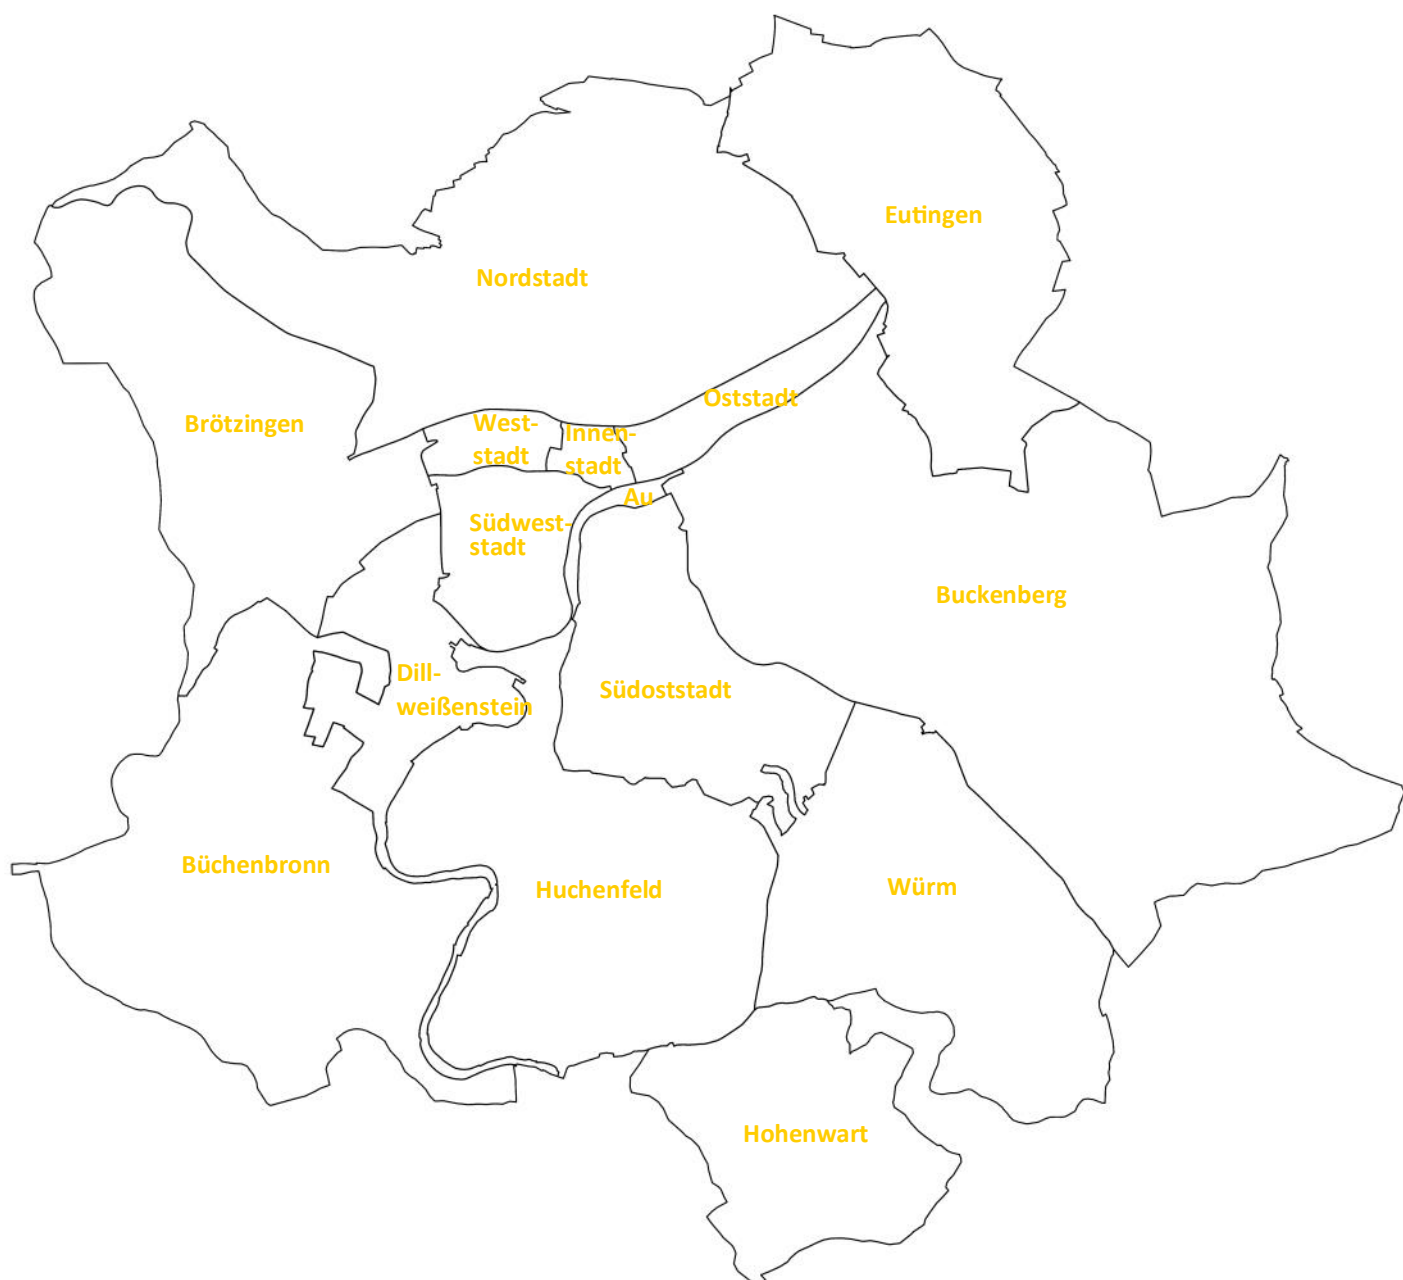 Eutingen
Nordstadt
Oststadt
Brötzingen
West-
stadt
Innen-
stadt
Au
Südwest-
stadt
Buckenberg
Dill-
weißenstein
Südoststadt
Büchenbronn
Huchenfeld
Würm
Hohenwart